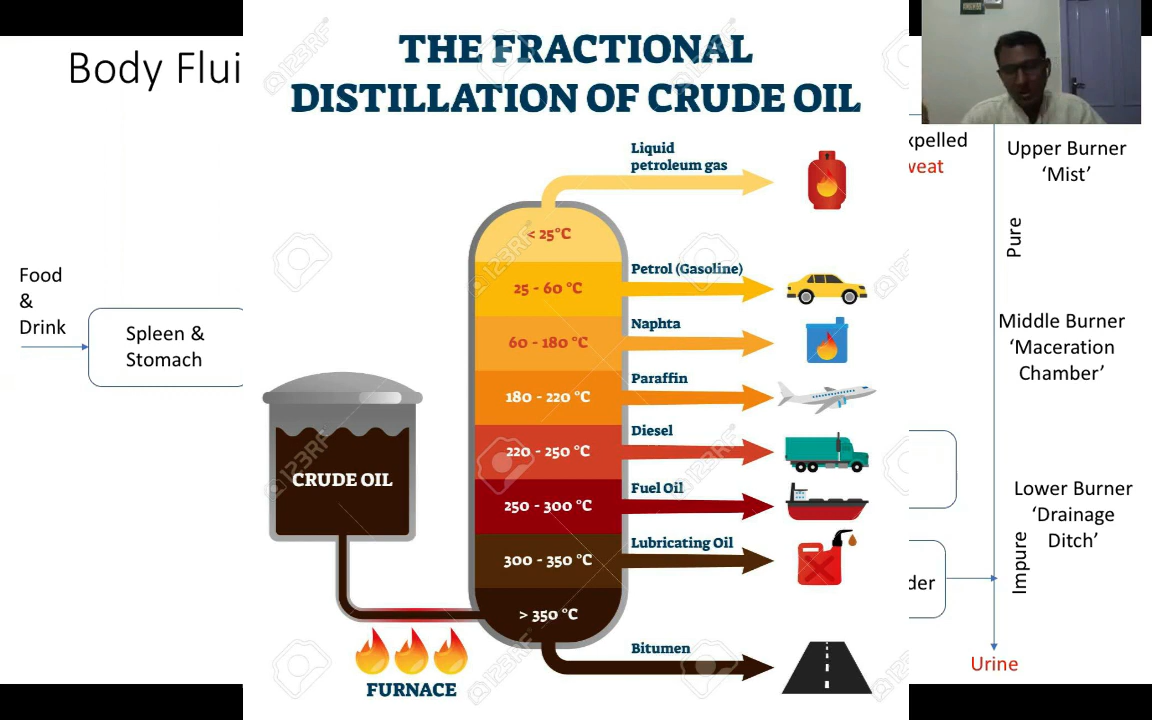 Body Flui
THE FRACTIONAL
DISTILLATION OF CRUDE OIL
Liquid
petroleum gas
< 25°C
Petrol (Gasoline)
25 - 60 °C
Naphta
60 - 180 °C
Paraffin
180 - 220 °C
Diesel
220 - 250 °C
Fuel Oil
250 - 300 °C
Lubricating Oil
300 - 350 °C
> 350 °C
Bitumen
CRUDE OIL
FURNACE
Food
&
Drink
Spleen &
Stomach
xpelled
weat
Upper Burner
‘Mist’
Pure
Middle Burner
‘Maceration
Chamber’
Lower Burner
‘Drainage
Ditch’
Impure
der
Urine
123RF